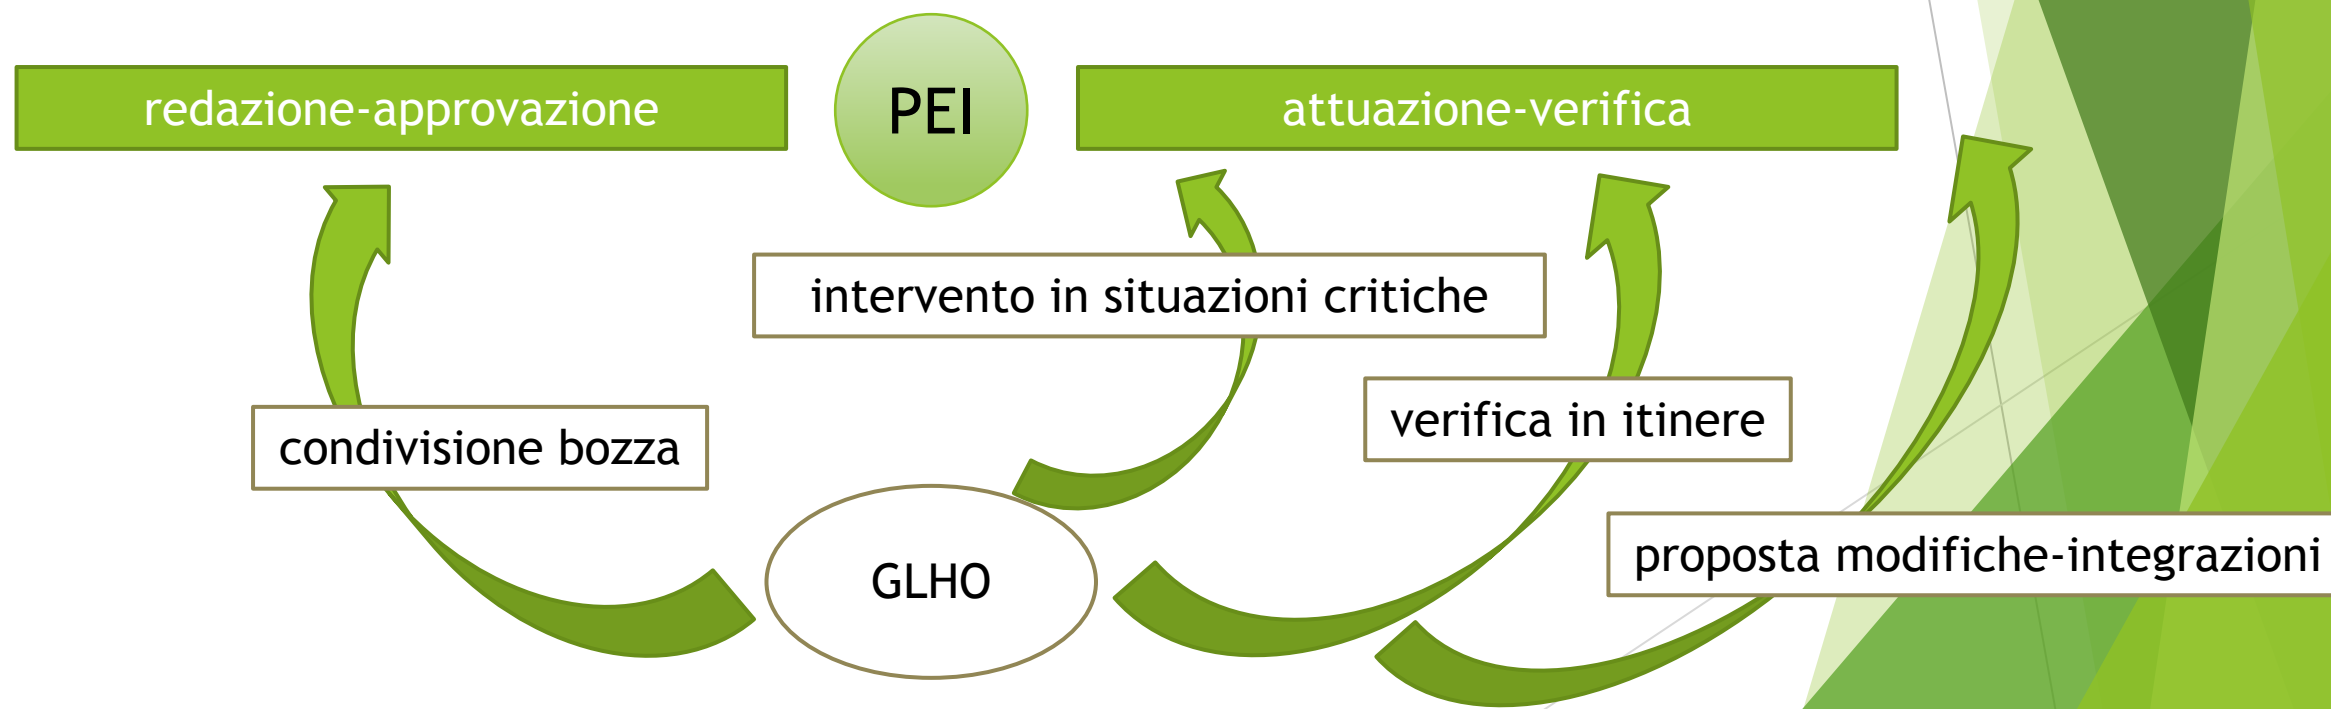 redazione-approvazione
PEI
attuazione-verifica
intervento in situazioni critiche
verifica in itinere
condivisione bozza
proposta modifiche-integrazioni
GLHO